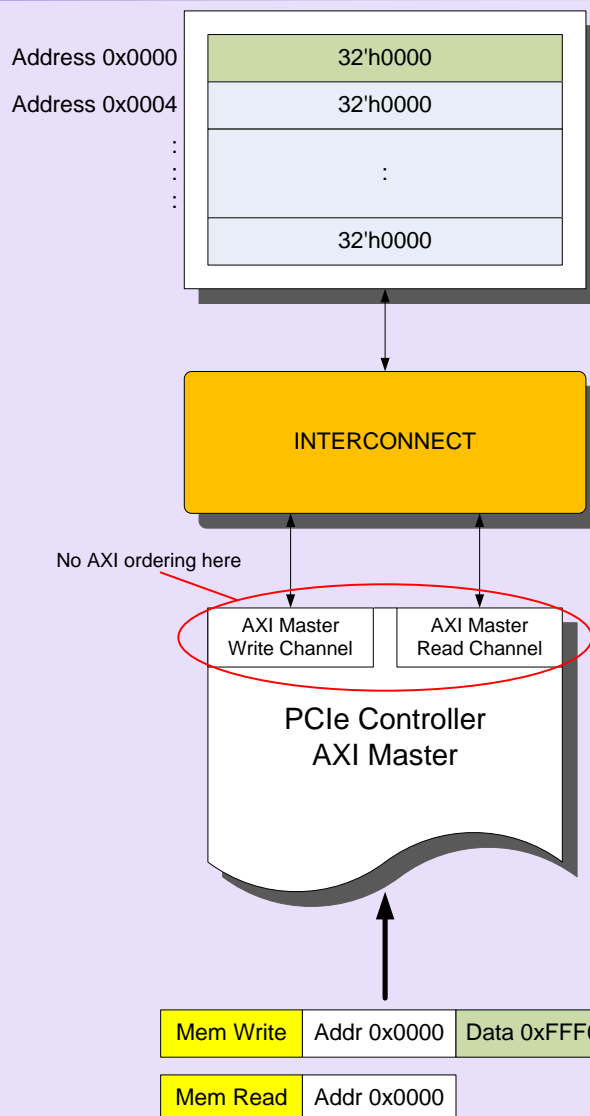 Address 0x0000
32'h0000
Address 0x0004
32'h0000
:
:
:
:
32'h0000
INTERCONNECT
No AXI ordering here
AXI Master
Write Channel
AXI Master
Read Channel
PCIe Controller
AXI Master
Mem Write
Addr 0x0000
Data
Mem Read
Addr 0x0000